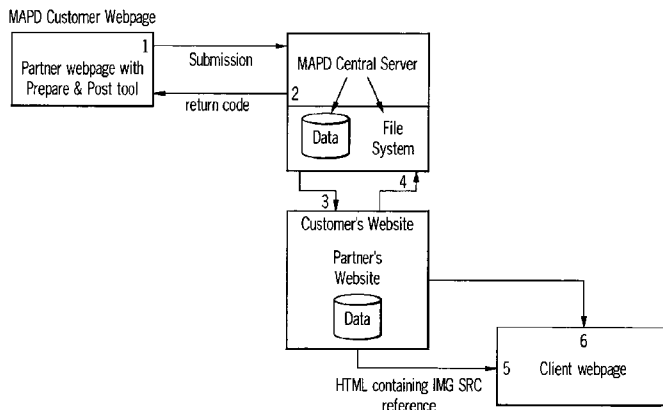 MAPD Customer Webpage
1
Partner webpage with
Prepare & Post tool
Submission
return code
2
MAPD Central Server
Data
File
System
3
4
Customer's Website
Partner's
Website
Data
6
5
Client webpage
HTML containing IMG SRC
reference